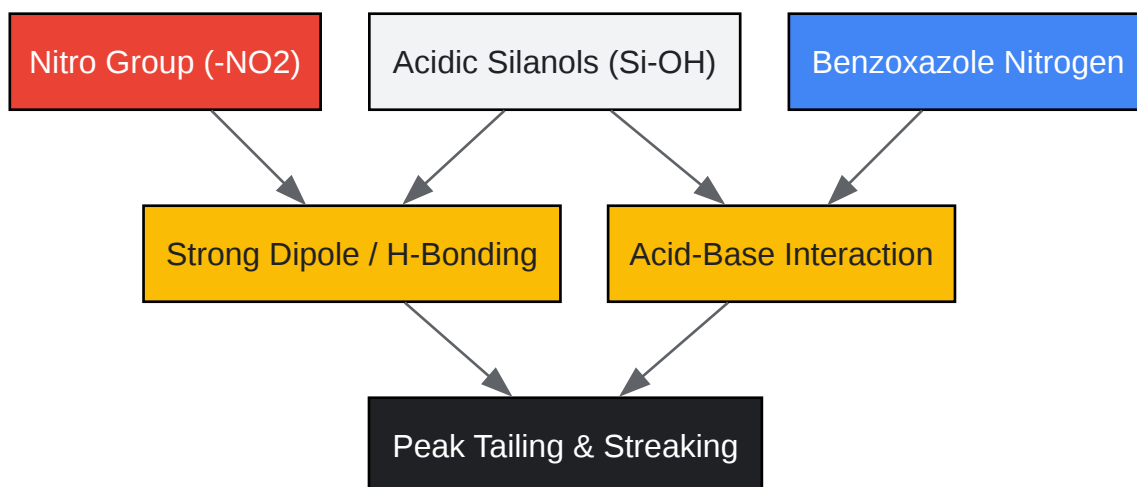 Nitro Group (-NO2)
Acidic Silanols (Si-OH)
Benzoxazole Nitrogen
Strong Dipole / H-Bonding
Acid-Base Interaction
Peak Tailing & Streaking